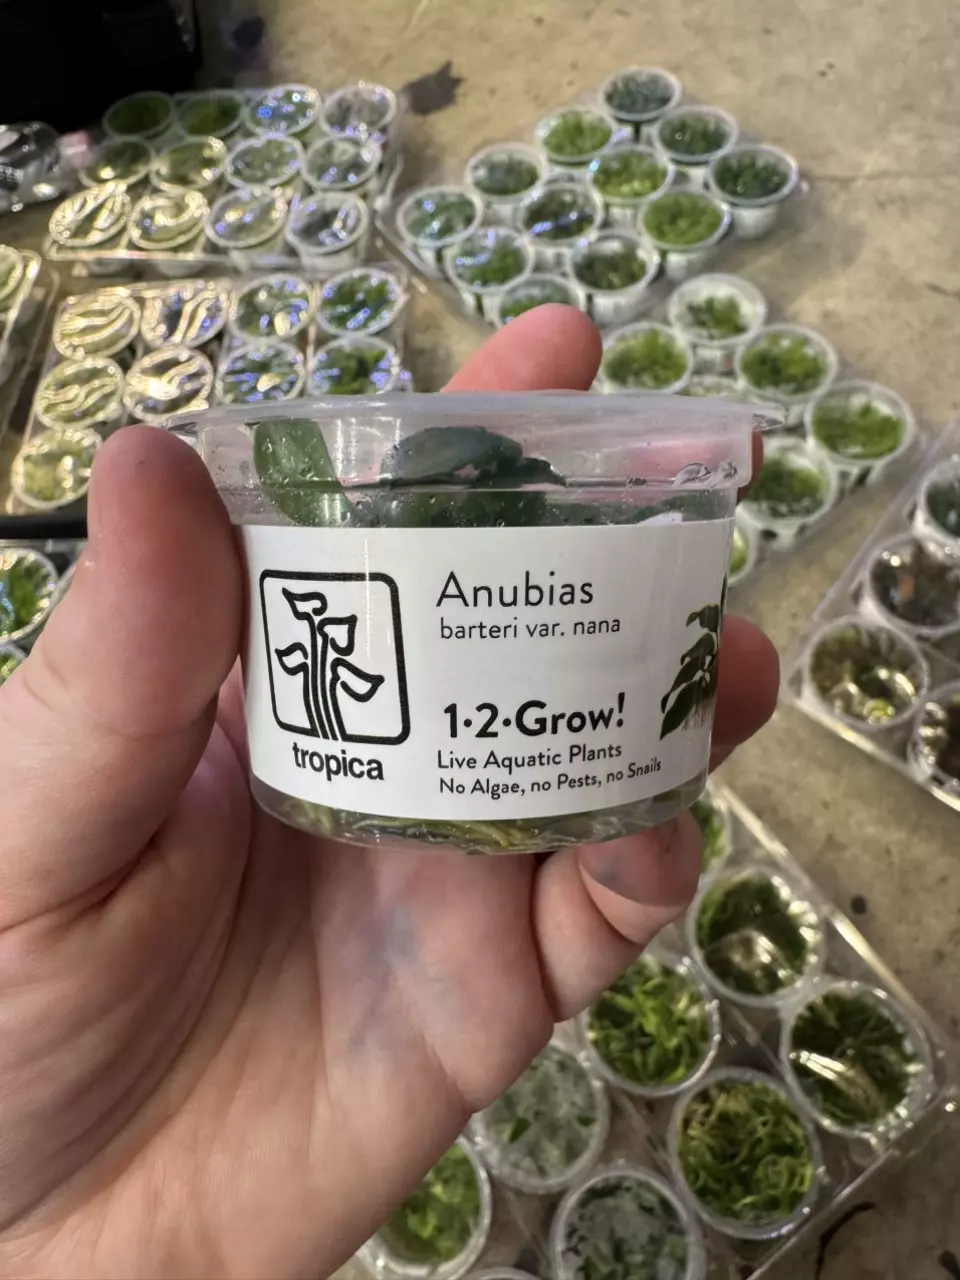 Anubias
barteri var. nana
1·2·Grow!
Live Aquatic Plants
No Algae, no Pests, no Snails
tropica